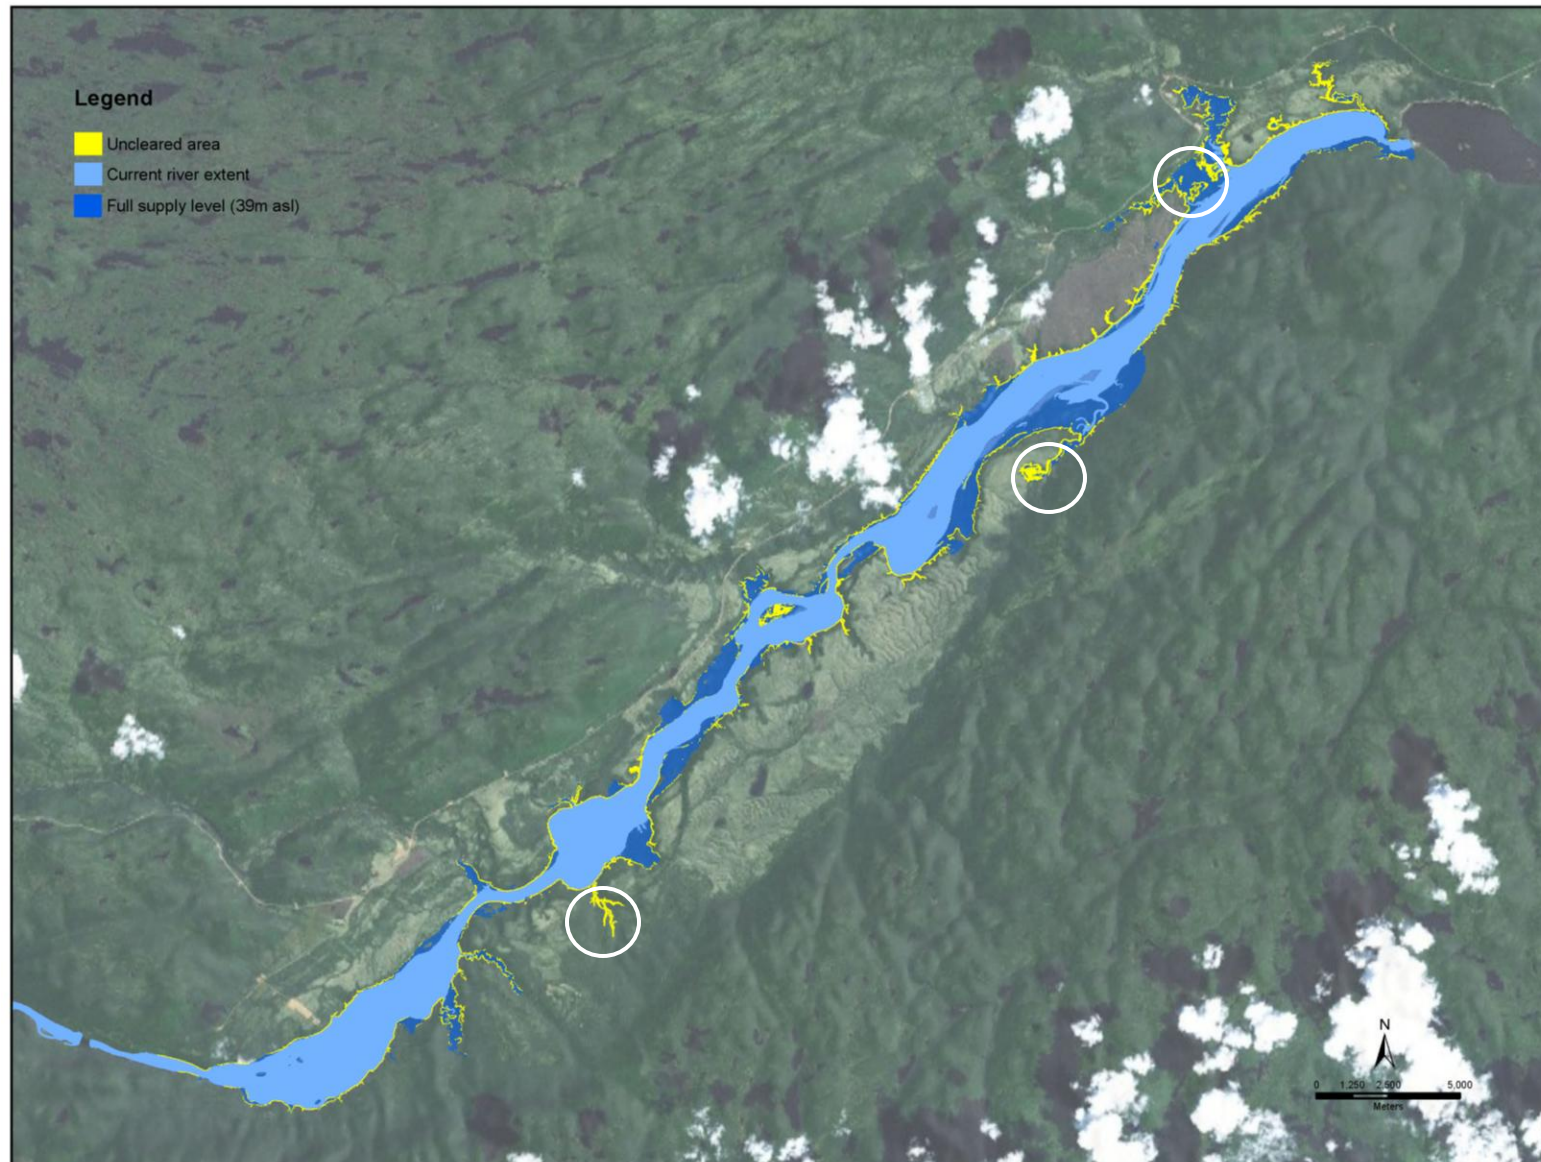 Legend
Uncleared area
Current river extent
Full supply level (39m asl)
N
0 1.250 2.500 5.000
Meters